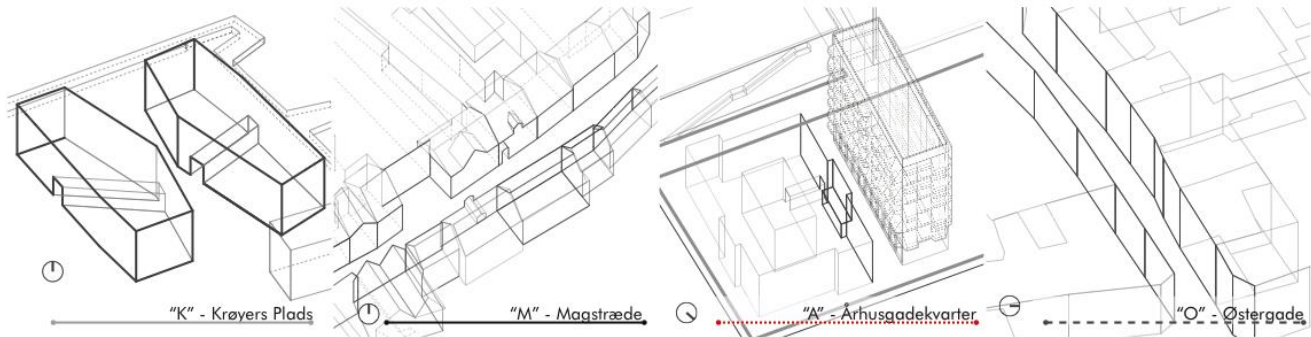 "K" - Krøyers Plads
"M" - Magstræde
"A" - Århusgadekvarter
"O" - Østergade